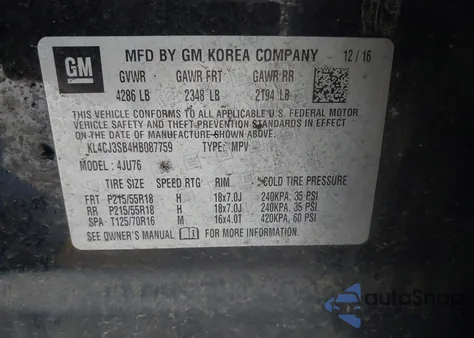 GM
MFD BY GM KOREA COMPANY 12/16
GVWR GAWR FRT GAWR RR
4286 LB 2348 LB 2194 LB
THIS VEHICLE CONFORMS TO ALL APPLICABLE U.S. FEDERAL MOTOR
VEHICLE SAFETY, BUMPER, AND THEFT PREVENTION STANDARDS IN EFFECT
ON THE DATE OF MANUFACTURE SHOWN ABOVE.
KL4CJ3SB4HB087759 TYPE: MPV
MODEL: 4JU76
TIRE SIZE SPEED RTG RIM COLD TIRE PRESSURE
FRT P215/55R18 H 18x7.0J 240KPA, 35 PSI
RR P215/55R18 H 18x7.0J 240KPA, 35 PSI
SPA T125/70R16 M 16x4.0T 420KPA, 60 PSI
SEE OWNER'S MANUAL FOR MORE INFORMATION.
autoSnap